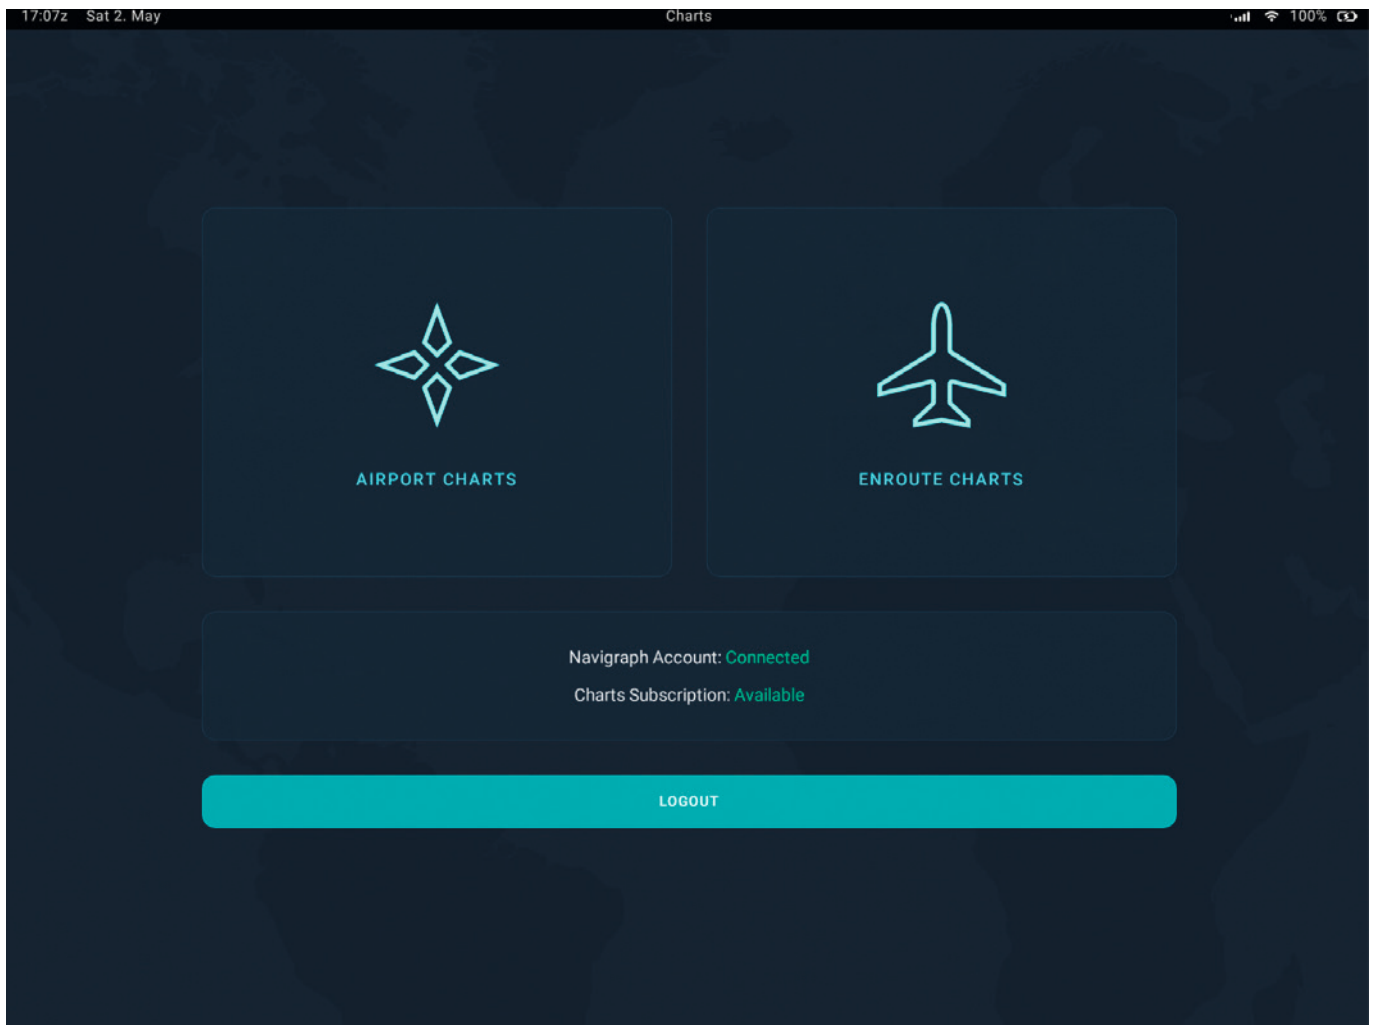 17:07z Sat 2. May Charts 100%
AIRPORT CHARTS ENROUTE CHARTS
Navigraph Account: Connected
Charts Subscription: Available
LOGOUT